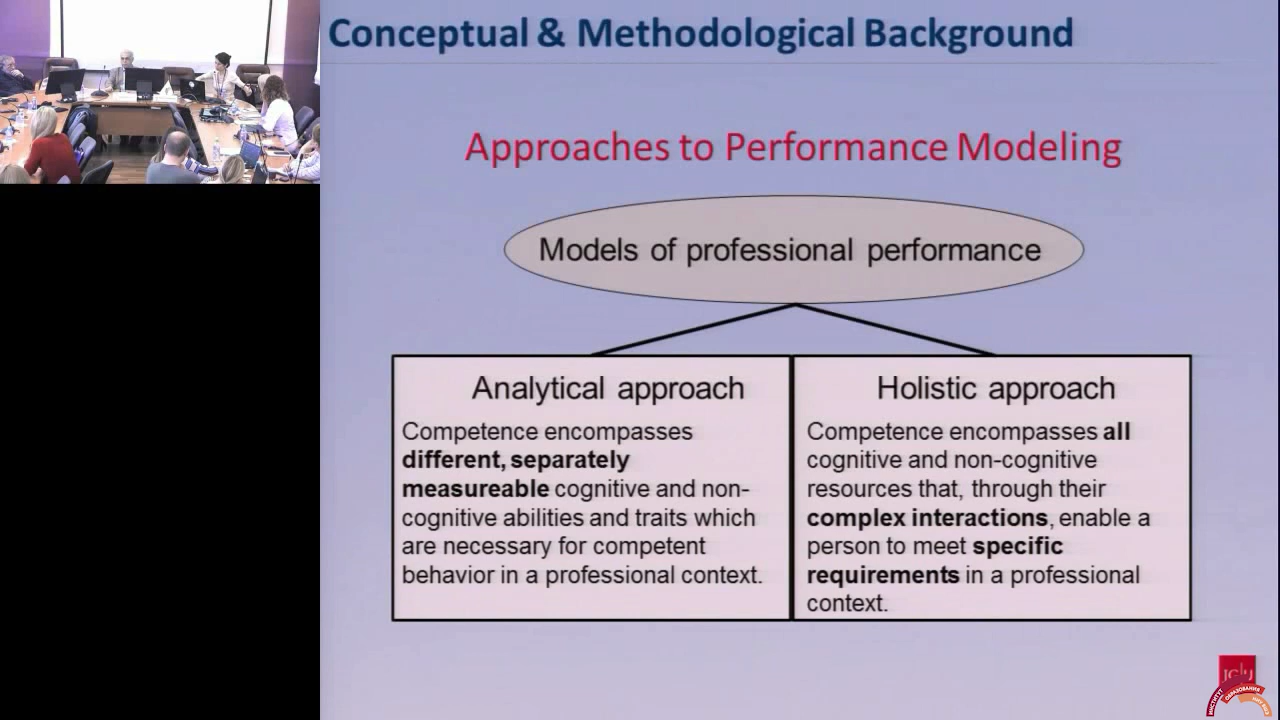 Conceptual & Methodological Background
Approaches to Performance Modeling
Models of professional performance
Analytical approach
Competence encompasses
different, separately
measureable cognitive and non-
cognitive abilities and traits which
are necessary for competent
behavior in a professional context.
Holistic approach
Competence encompasses all
cognitive and non-cognitive
resources that, through their
complex interactions, enable a
person to meet specific
requirements in a professional
context.
ИНСТИТУТ
ОБРАЗОВАНИЯ